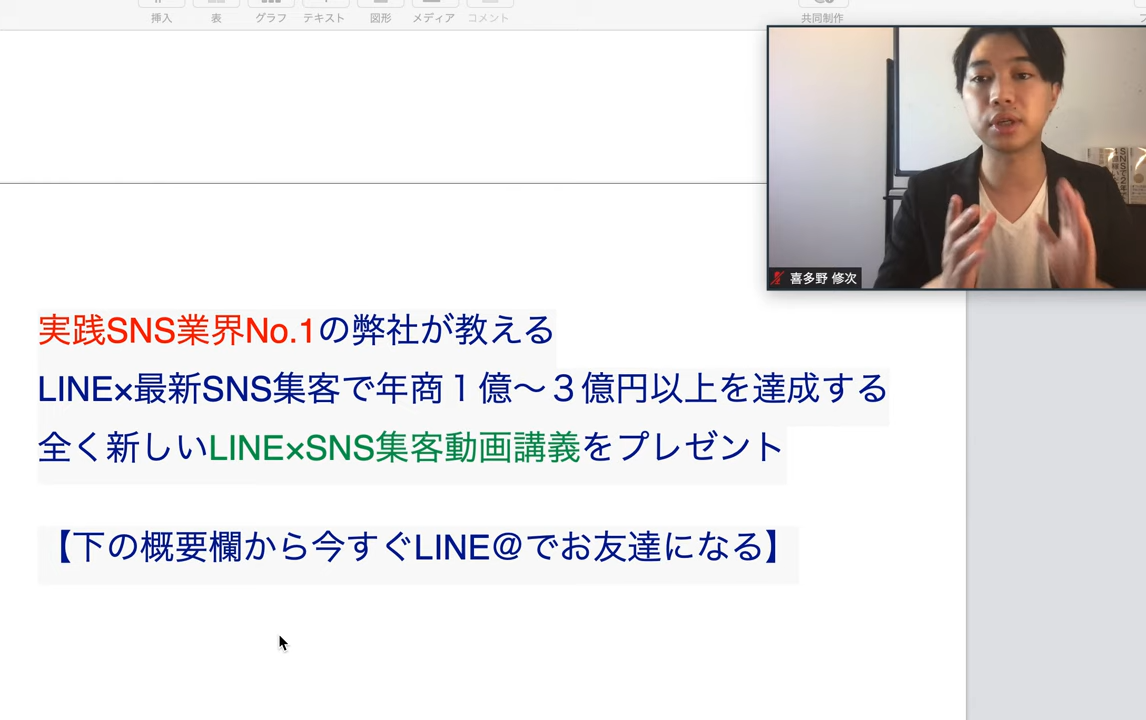 挿入 表 グラフ テキスト 図形 メディア コメント 共同制作
喜多野 修次
実践SNS業界No.1の弊社が教える
LINE×最新SNS集客で年商１億〜３億円以上を達成する
全く新しいLINE×SNS集客動画講義をプレゼント
【下の概要欄から今すぐLINE@でお友達になる】